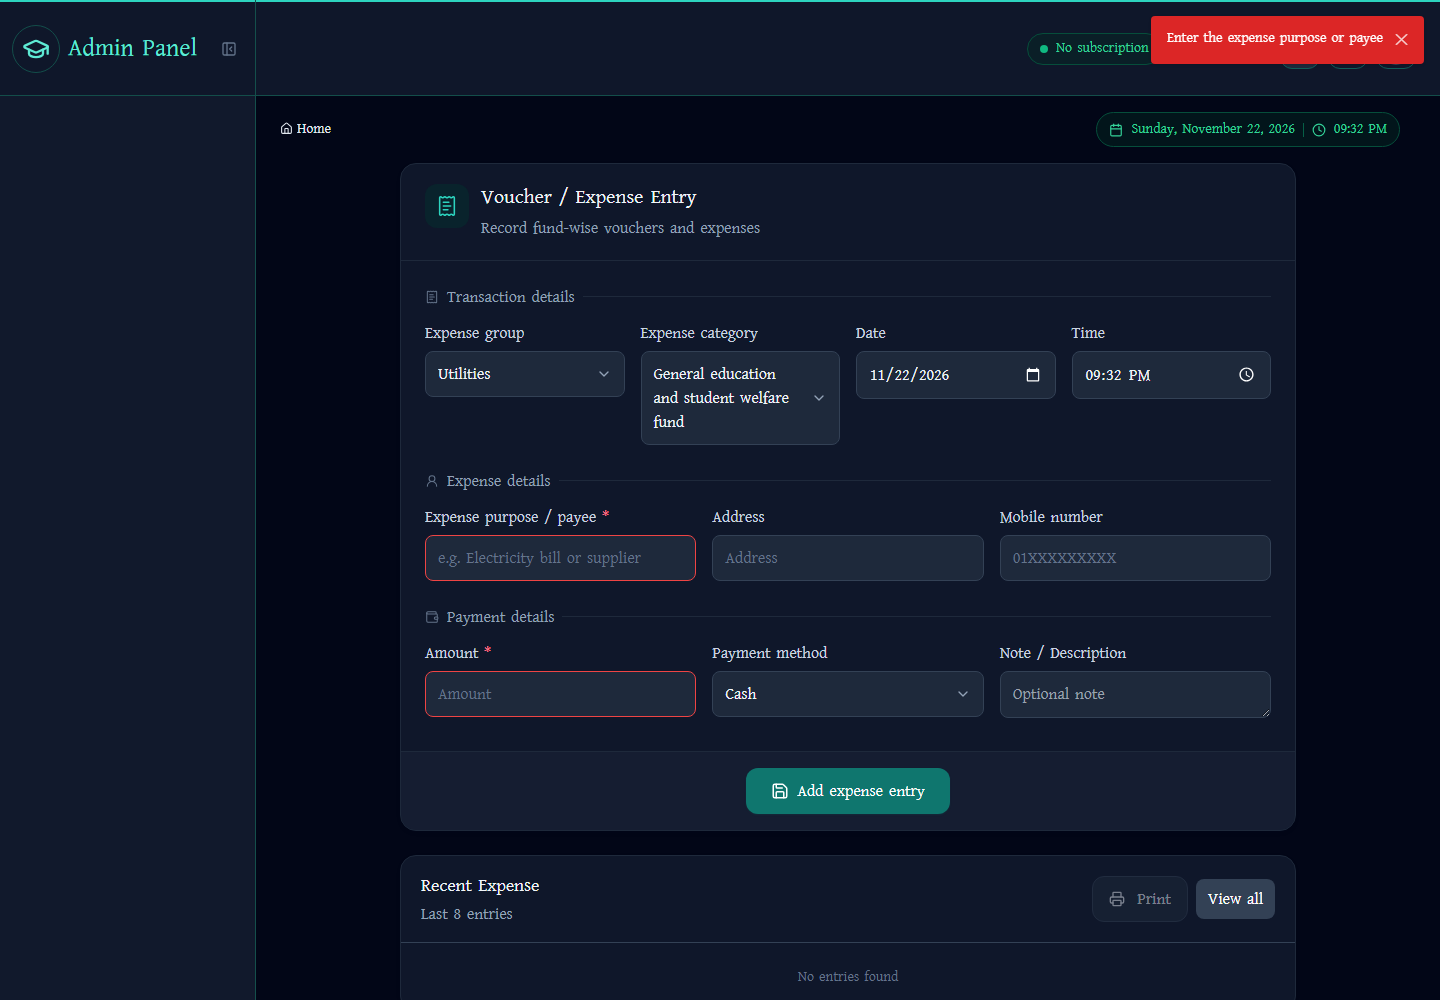 Admin Panel
No subscription
Enter the expense purpose or payee
Home
Sunday, November 22, 2026 | 09:32 PM
Voucher / Expense Entry
Record fund-wise vouchers and expenses
Transaction details
Expense group
Expense category
Date
Time
Utilities
General education
and student welfare
fund
11/22/2026
09:32 PM
Expense details
Expense purpose / payee *
Address
Mobile number
e.g. Electricity bill or supplier
Address
01XXXXXXXXX
Payment details
Amount *
Payment method
Note / Description
Amount
Cash
Optional note
Add expense entry
Recent Expense
Last 8 entries
Print
View all
No entries found